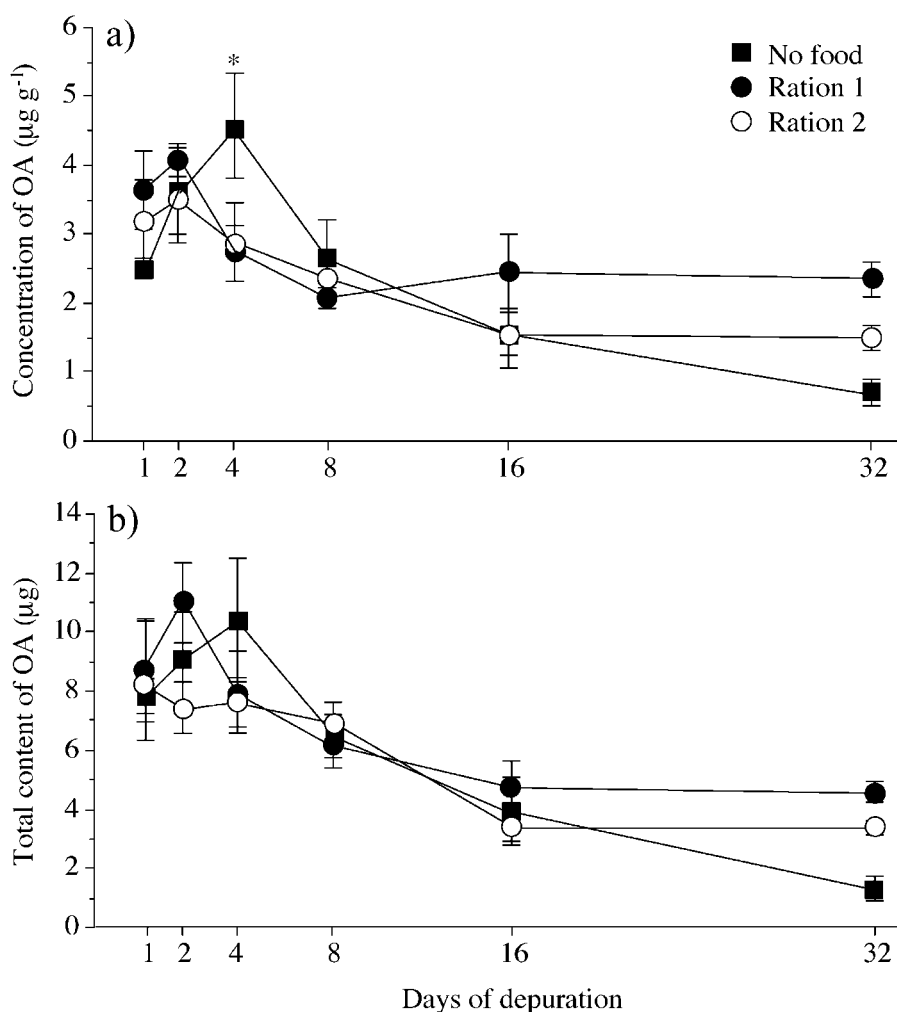 a)
*
No food
Ration 1
Ration 2
Concentration of OA (µg g⁻¹)
6
5
4
3
2
1
0
1 2 4 8 16 32
b)
Total content of OA (µg)
14
12
10
8
6
4
2
0
1 2 4 8 16 32
Days of depuration